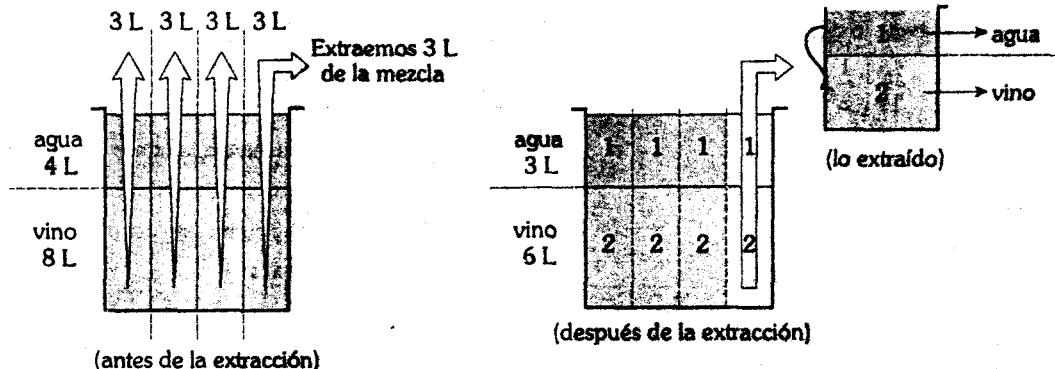 3 L 3 L 3 L 3 L
Extraemos 3 L
de la mezcla
agua
4 L
vino
8 L
(antes de la extracción)
agua
3 L
1 1 1 1
vino
6 L
2 2 2 2
(después de la extracción)
1
agua
2
vino
(lo extraído)